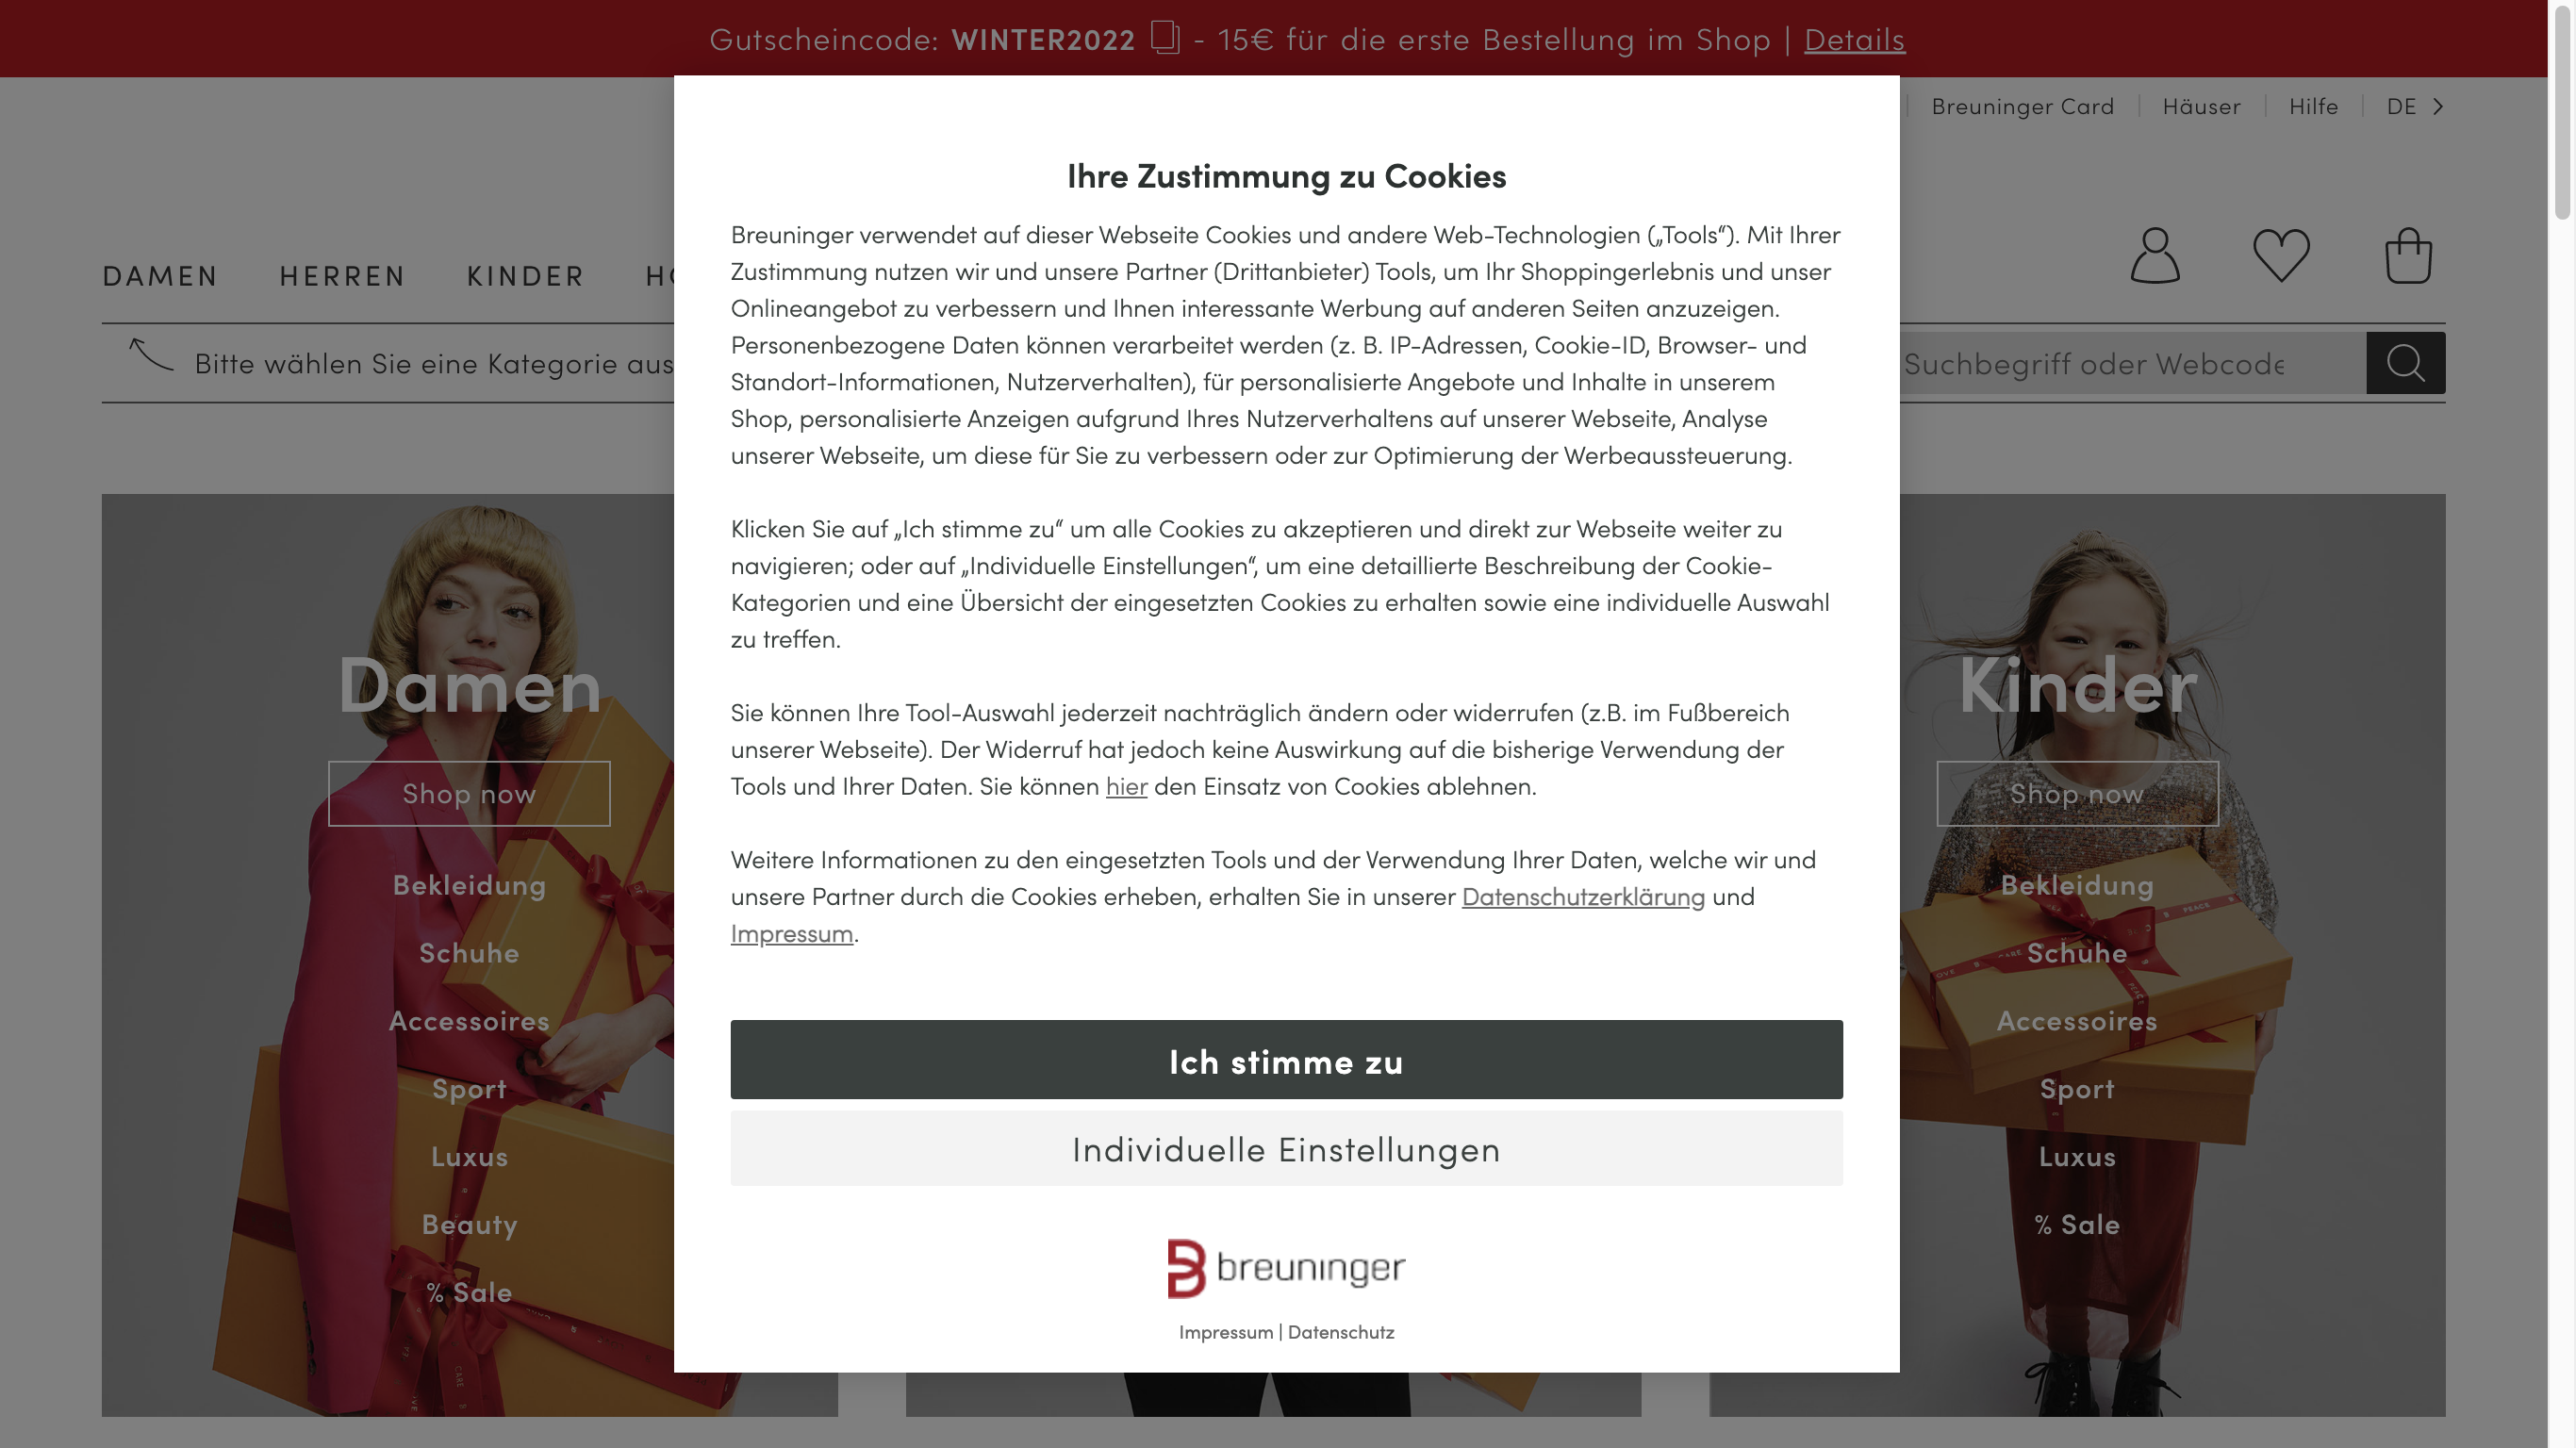 Gutscheincode: WINTER2022 - 15€ für die erste Bestellung im Shop | Details
Breuninger Card
Häuser
Hilfe
DE
DAMEN
HERREN
KINDER
Bitte wählen Sie eine Kategorie aus
Suchbegriff oder Webcode
Ihre Zustimmung zu Cookies
Breuninger verwendet auf dieser Webseite Cookies und andere Web-Technologien („Tools“). Mit Ihrer
Zustimmung nutzen wir und unsere Partner (Drittanbieter) Tools, um Ihr Shoppingerlebnis und unser
Onlineangebot zu verbessern und Ihnen interessante Werbung auf anderen Seiten anzuzeigen.
Personenbezogene Daten können verarbeitet werden (z. B. IP-Adressen, Cookie-ID, Browser- und
Standort-Informationen, Nutzerverhalten), für personalisierte Angebote und Inhalte in unserem
Shop, personalisierte Anzeigen aufgrund Ihres Nutzerverhaltens auf unserer Webseite, Analyse
unserer Webseite, um diese für Sie zu verbessern oder zur Optimierung der Werbeaussteuerung.
Klicken Sie auf „Ich stimme zu“ um alle Cookies zu akzeptieren und direkt zur Webseite weiter zu
navigieren; oder auf „Individuelle Einstellungen“, um eine detaillierte Beschreibung der Cookie-
Kategorien und eine Übersicht der eingesetzten Cookies zu erhalten sowie eine individuelle Auswahl
zu treffen.
Sie können Ihre Tool-Auswahl jederzeit nachträglich ändern oder widerrufen (z.B. im Fußbereich
unserer Webseite). Der Widerruf hat jedoch keine Auswirkung auf die bisherige Verwendung der
Tools und Ihrer Daten. Sie können hier den Einsatz von Cookies ablehnen.
Weitere Informationen zu den eingesetzten Tools und der Verwendung Ihrer Daten, welche wir und
unsere Partner durch die Cookies erheben, erhalten Sie in unserer Datenschutzerklärung und
Impressum.
Ich stimme zu
Individuelle Einstellungen
breuninger
Impressum | Datenschutz
Damen
Shop now
Bekleidung
Schuhe
Accessoires
Sport
Luxus
Beauty
% Sale
Kinder
Shop now
Bekleidung
Schuhe
Accessoires
Sport
Luxus
% Sale